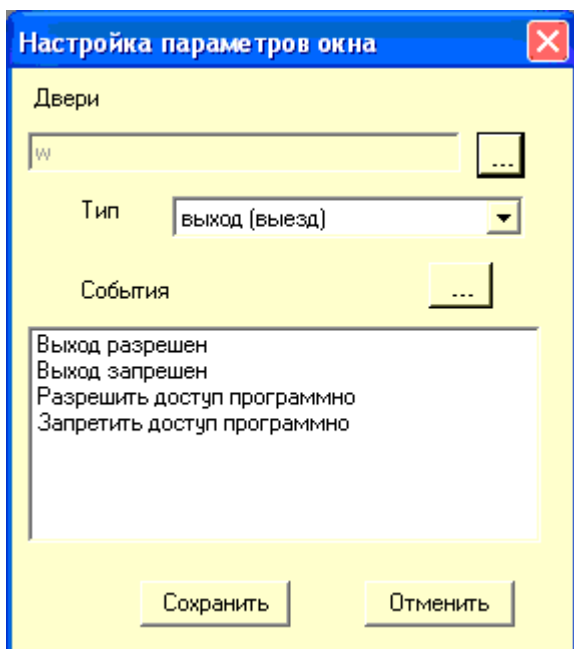 Настройка параметров окна
Двери
w
...
Тип
выход (выезд)
События
...
Выход разрешен
Выход запрешен
Разрешить доступ программно
Запретить доступ программно
Сохранить
Отменить